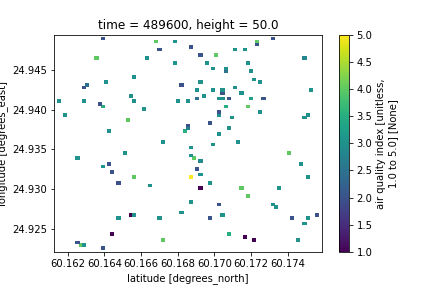 time = 489600, height = 50.0
24.945
24.940
24.935
24.930
24.925
longitude [degrees_east]
60.162 60.164 60.166 60.168 60.170 60.172 60.174
latitude [degrees_north]
5.0
4.5
4.0
3.5
3.0
2.5
2.0
1.5
1.0
air quality index [unitless,
1.0 to 5.0] [None]